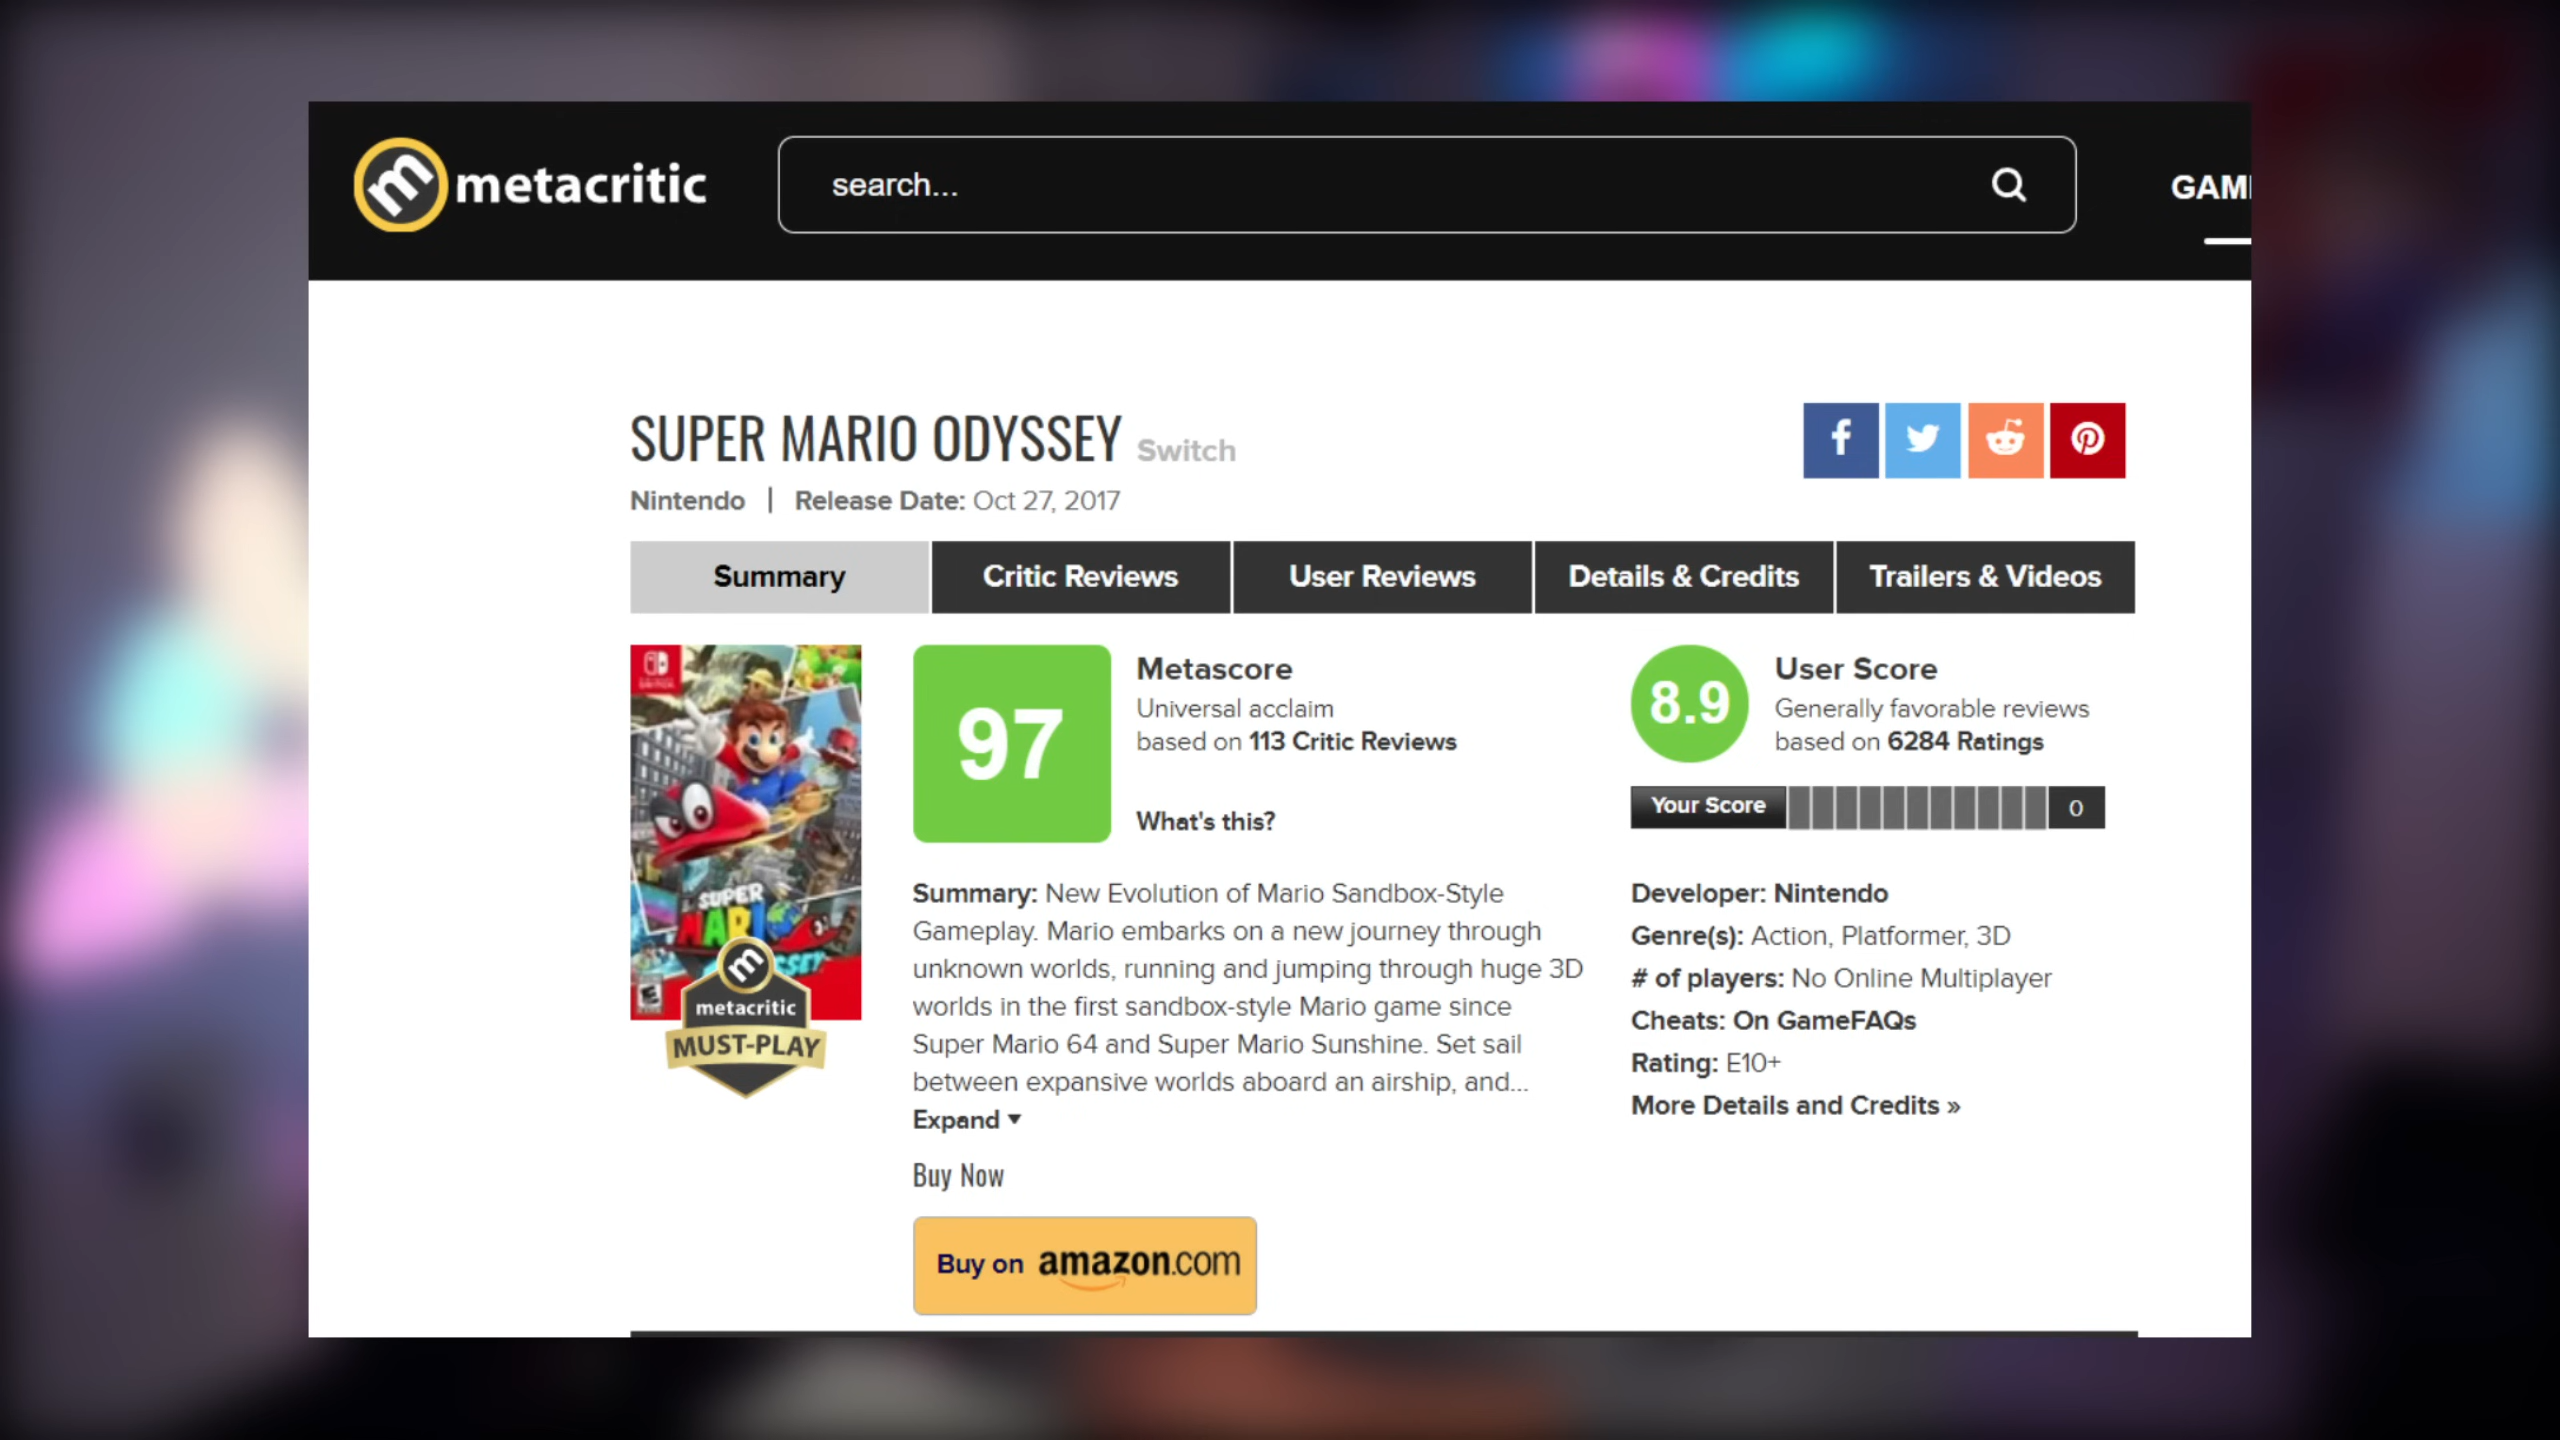 metacritic
search...
GAM
SUPER MARIO ODYSSEY Switch
Nintendo | Release Date: Oct 27, 2017
Summary
Critic Reviews
User Reviews
Details & Credits
Trailers & Videos
SUPER
MARIO
metacritic
MUST-PLAY
97
Metascore
Universal acclaim
based on 113 Critic Reviews
What's this?
8.9
User Score
Generally favorable reviews
based on 6284 Ratings
Your Score 0
Summary: New Evolution of Mario Sandbox-Style
Gameplay. Mario embarks on a new journey through
unknown worlds, running and jumping through huge 3D
worlds in the first sandbox-style Mario game since
Super Mario 64 and Super Mario Sunshine. Set sail
between expansive worlds aboard an airship, and...
Expand
Buy Now
Buy on amazon.com
Developer: Nintendo
Genre(s): Action, Platformer, 3D
# of players: No Online Multiplayer
Cheats: On GameFAQs
Rating: E10+
More Details and Credits »